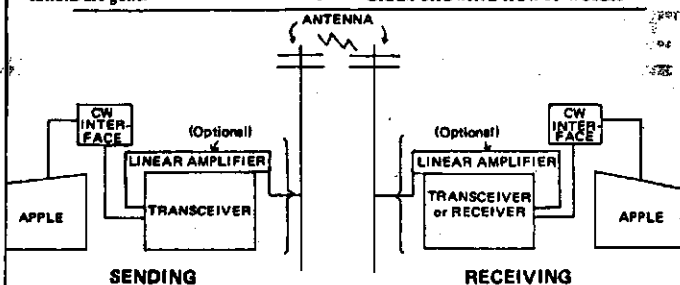 ANTENNA
CW
INTER-
FACE
(Optional)
LINEAR AMPLIFIER
TRANSCEIVER
APPLE
SENDING
CW
INTER-
FACE
(Optional)
LINEAR AMPLIFIER
TRANSCEIVER
or RECEIVER
APPLE
RECEIVING